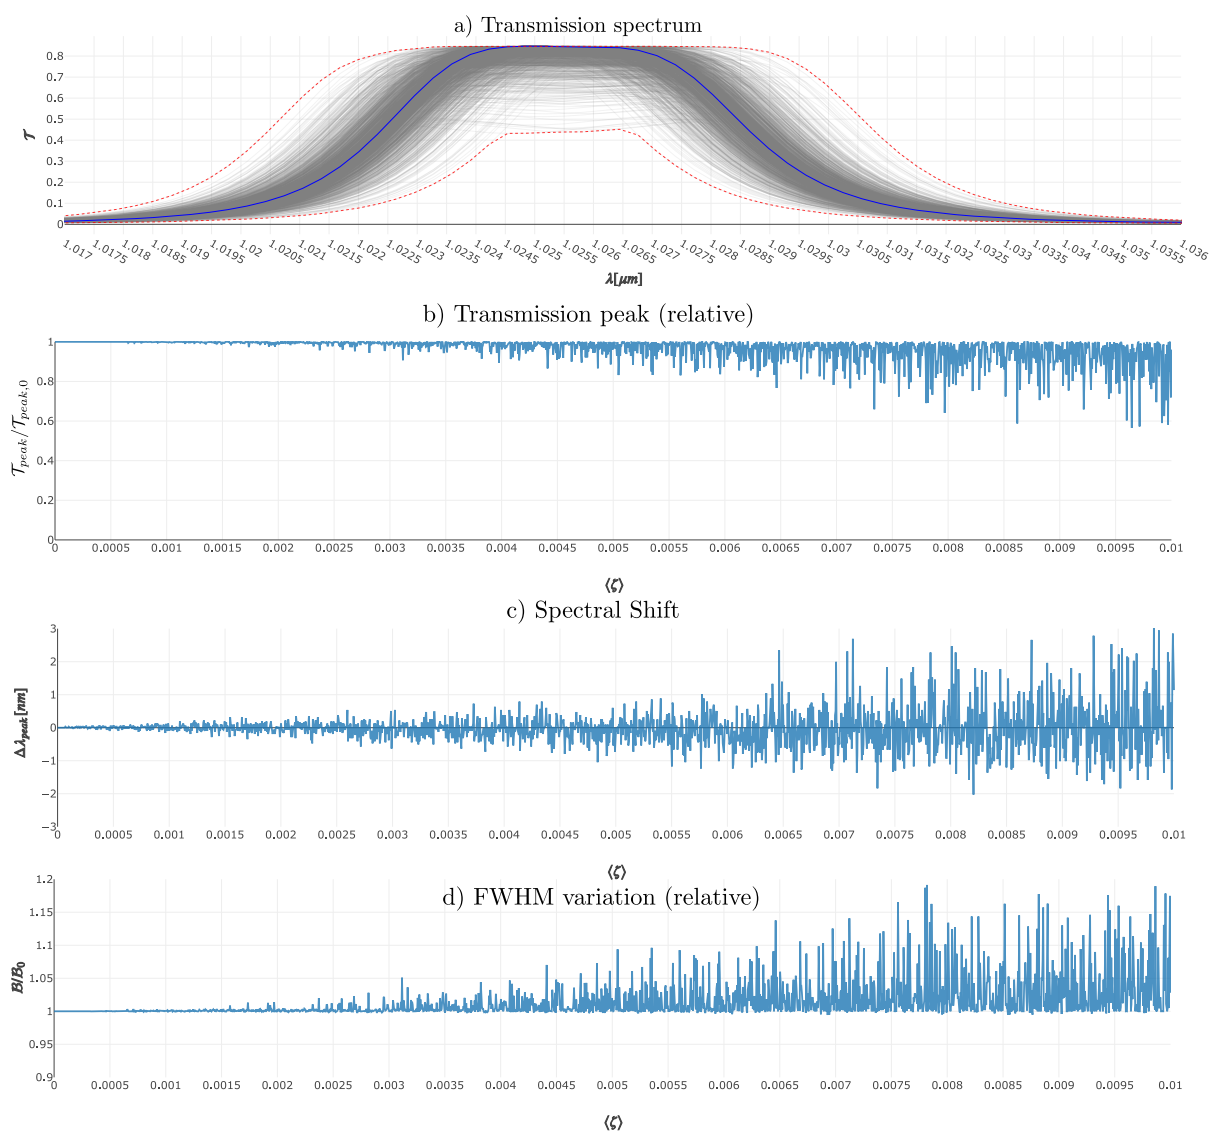 a) Transmission spectrum
𝒯
0.8
0.7
0.6
0.5
0.4
0.3
0.2
0.1
0
1.017 1.0175 1.018 1.0185 1.019 1.0195 1.02 1.0205 1.021 1.0215 1.022 1.0225 1.023 1.0235 1.024 1.0245 1.025 1.0255 1.026 1.0265 1.027 1.0275 1.028 1.0285 1.029 1.0295 1.03 1.0305 1.031 1.0315 1.032 1.0325 1.033 1.0335 1.034 1.0345 1.035 1.0355 1.036
λ[μm]
b) Transmission peak (relative)
𝒯peak/𝒯peak,0
1
0.8
0.6
0.4
0.2
0
0 0.0005 0.001 0.0015 0.002 0.0025 0.003 0.0035 0.004 0.0045 0.005 0.0055 0.006 0.0065 0.007 0.0075 0.008 0.0085 0.009 0.0095 0.01
⟨ζ⟩
c) Spectral Shift
Δλpeak[nm]
3
2
1
0
−1
−2
−3
0 0.0005 0.001 0.0015 0.002 0.0025 0.003 0.0035 0.004 0.0045 0.005 0.0055 0.006 0.0065 0.007 0.0075 0.008 0.0085 0.009 0.0095 0.01
⟨ζ⟩
d) FWHM variation (relative)
ℬ/ℬ0
1.2
1.15
1.1
1.05
1
0.95
0.9
0 0.0005 0.001 0.0015 0.002 0.0025 0.003 0.0035 0.004 0.0045 0.005 0.0055 0.006 0.0065 0.007 0.0075 0.008 0.0085 0.009 0.0095 0.01
⟨ζ⟩